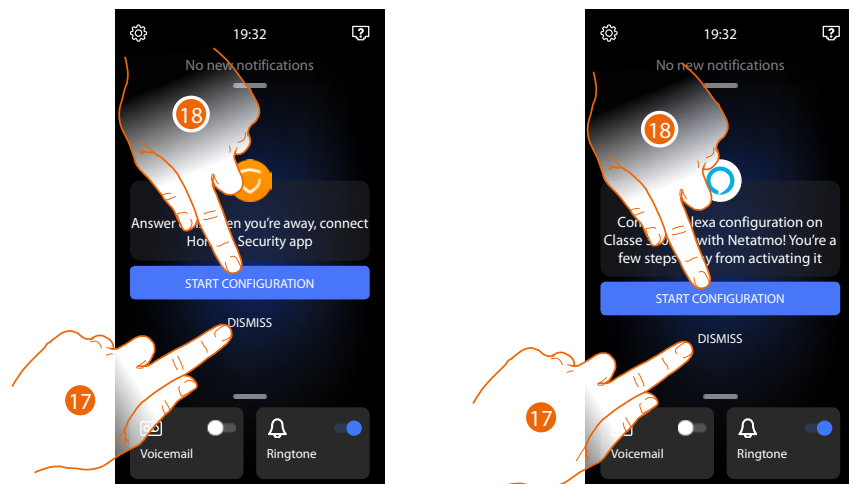 19:32
No new notifications
18
Answer en you're away, connect
Hom Security app
START CONFIGURATION
DISMISS
17
Voicemail
Ringtone
19:32
No new notifications
18
Con lexa configuration on
Classe with Netatmo! You're a
few steps y from activating it
START CONFIGURATION
DISMISS
17
Voicemail
Ringtone